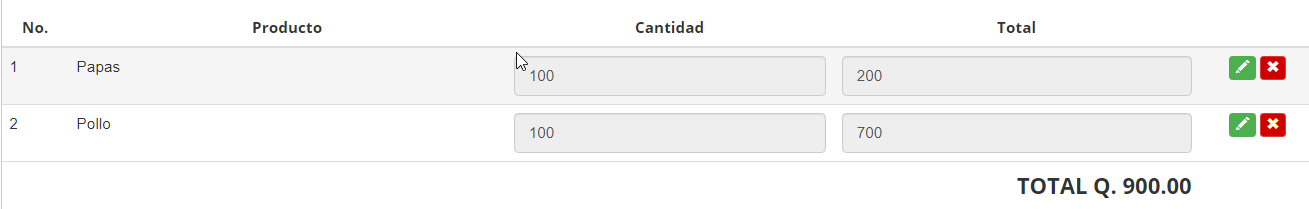 No. Producto Cantidad Total
1 Papas 100 200
2 Pollo 100 700
TOTAL Q. 900.00